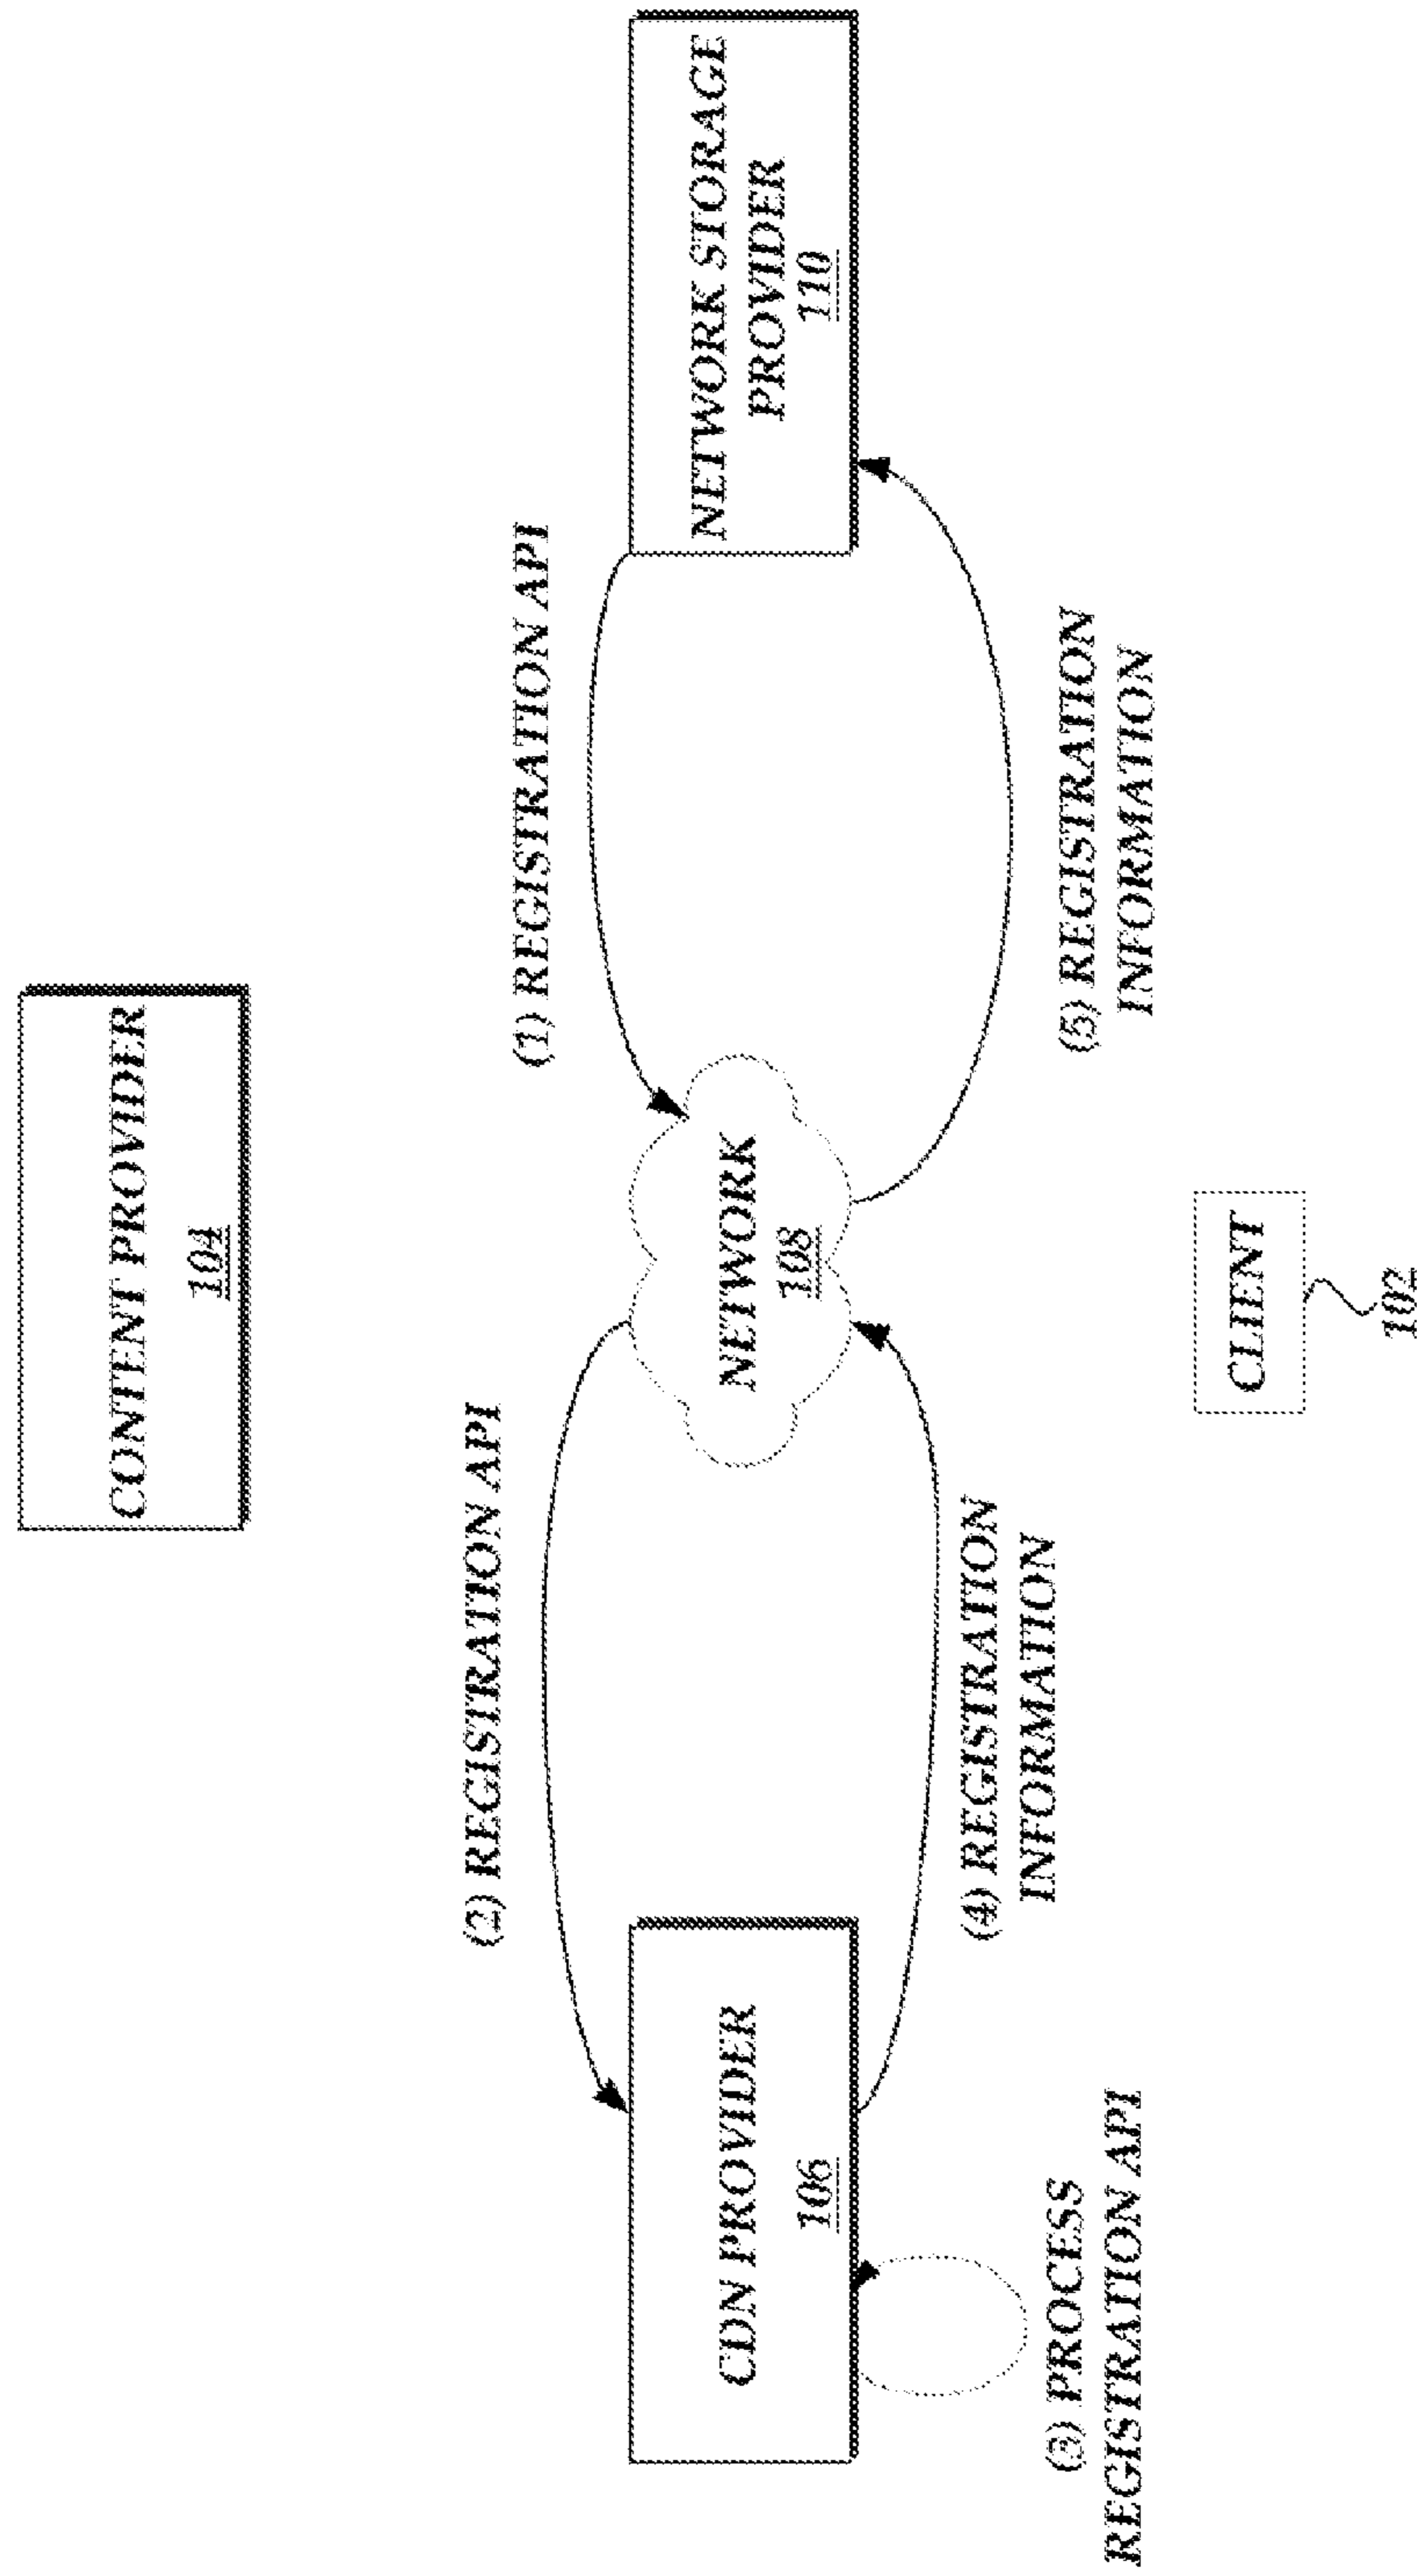 CONTENT PROVIDER
104
(2) REGISTRATION API
(1) REGISTRATION API
CDN PROVIDER
106
NETWORK
108
NETWORK STORAGE
PROVIDER
110
(3) PROCESS
REGISTRATION API
(4) REGISTRATION
INFORMATION
(5) REGISTRATION
INFORMATION
CLIENT
102